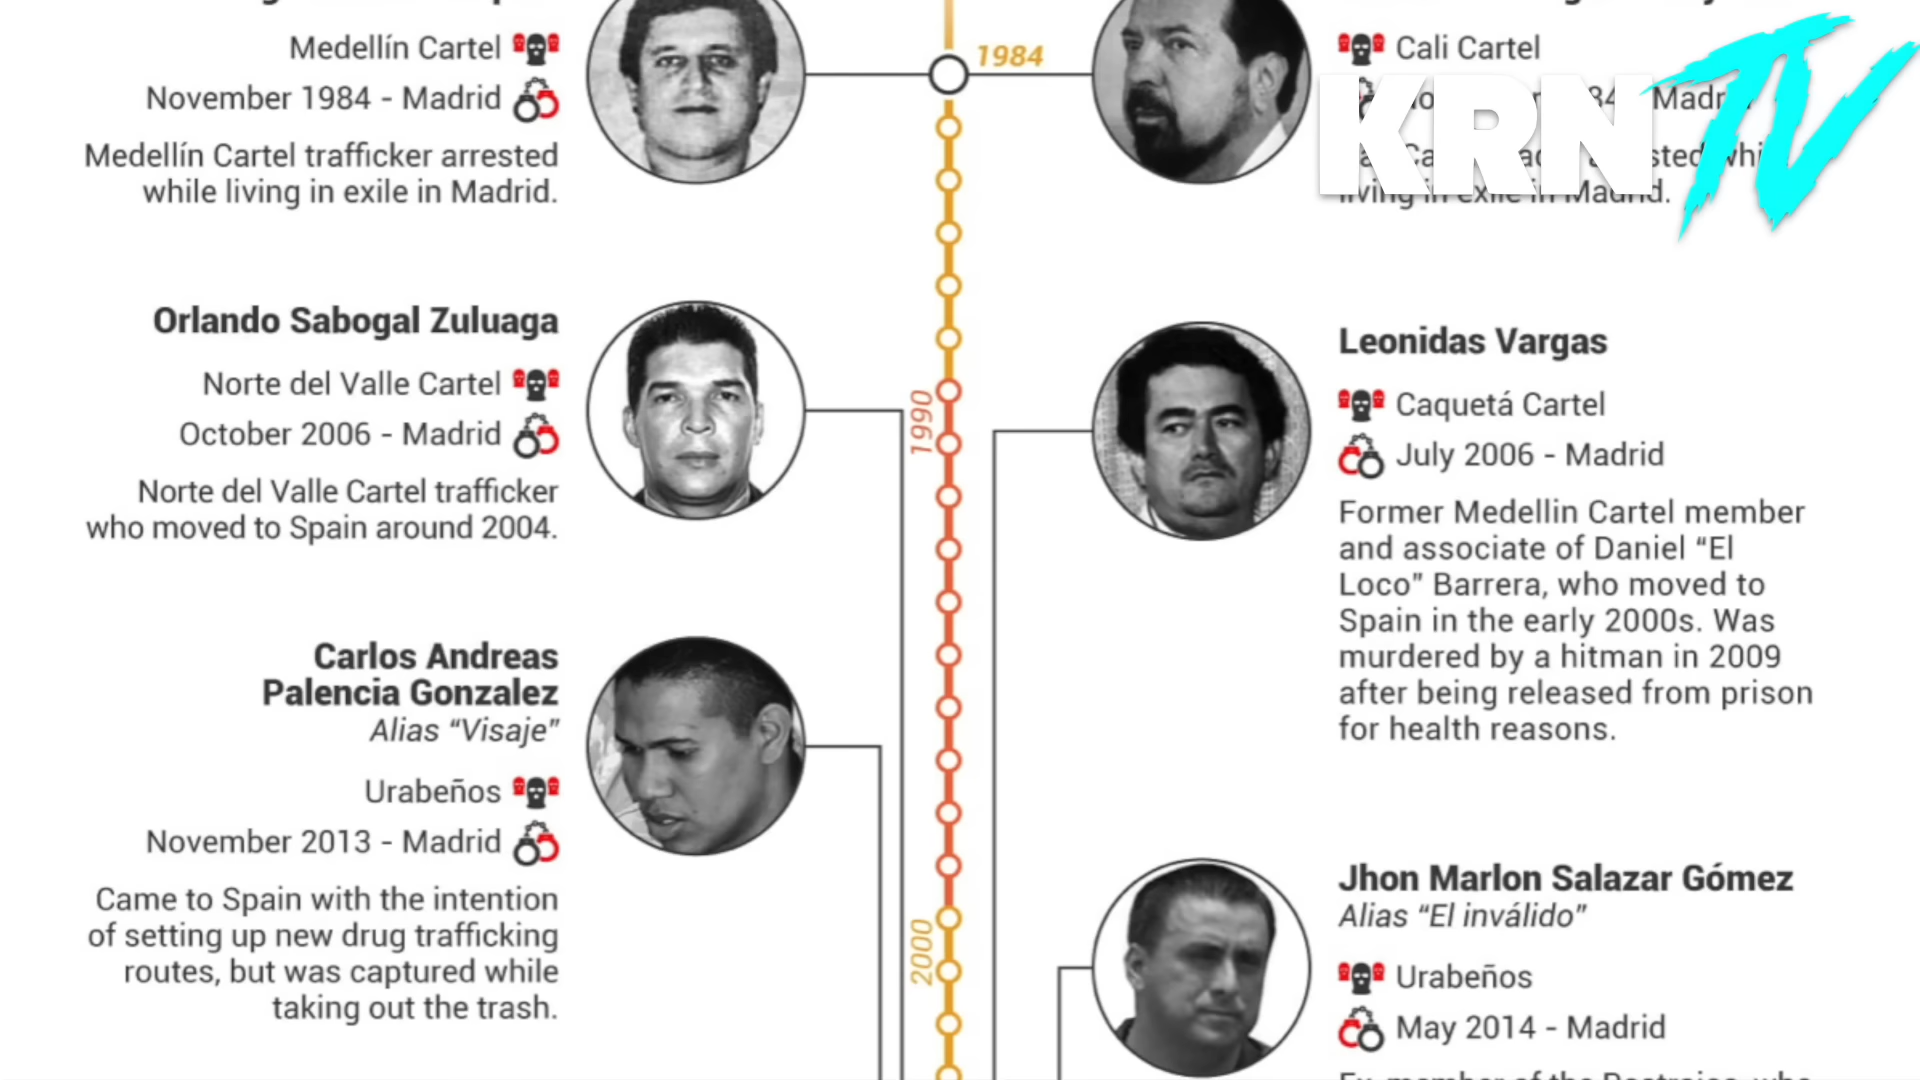 Medellín Cartel
November 1984 - Madrid
Medellín Cartel trafficker arrested
while living in exile in Madrid.
1984
Cali Cartel
Madrid
living in exile in Madrid.
KRN
TV
Orlando Sabogal Zuluaga
Norte del Valle Cartel
October 2006 - Madrid
Norte del Valle Cartel trafficker
who moved to Spain around 2004.
1990
Leonidas Vargas
Caquetá Cartel
July 2006 - Madrid
Former Medellin Cartel member
and associate of Daniel “El
Loco” Barrera, who moved to
Spain in the early 2000s. Was
murdered by a hitman in 2009
after being released from prison
for health reasons.
Carlos Andreas
Palencia Gonzalez
Alias “Visaje”
Urabeños
November 2013 - Madrid
Came to Spain with the intention
of setting up new drug trafficking
routes, but was captured while
taking out the trash.
2000
Jhon Marlon Salazar Gómez
Alias “El inválido”
Urabeños
May 2014 - Madrid